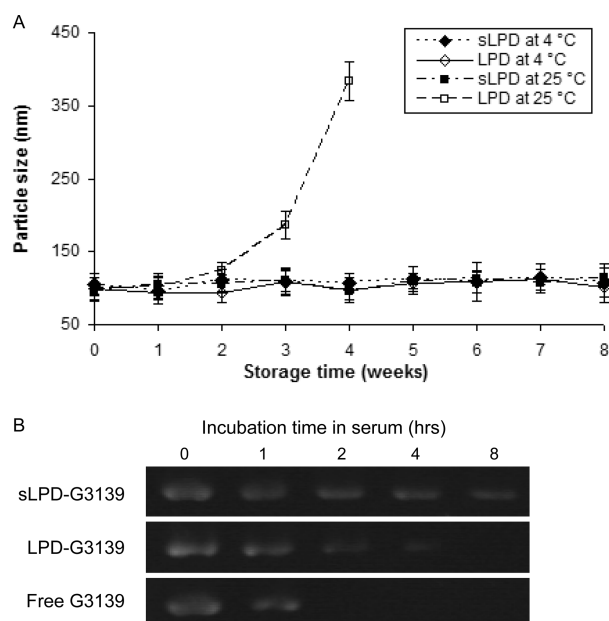 A
450
350
250
150
50
Particle size (nm)
sLPD at 4 °C
LPD at 4 °C
sLPD at 25 °C
LPD at 25 °C
0 1 2 3 4 5 6 7 8
Storage time (weeks)
B
Incubation time in serum (hrs)
0 1 2 4 8
sLPD-G3139
LPD-G3139
Free G3139